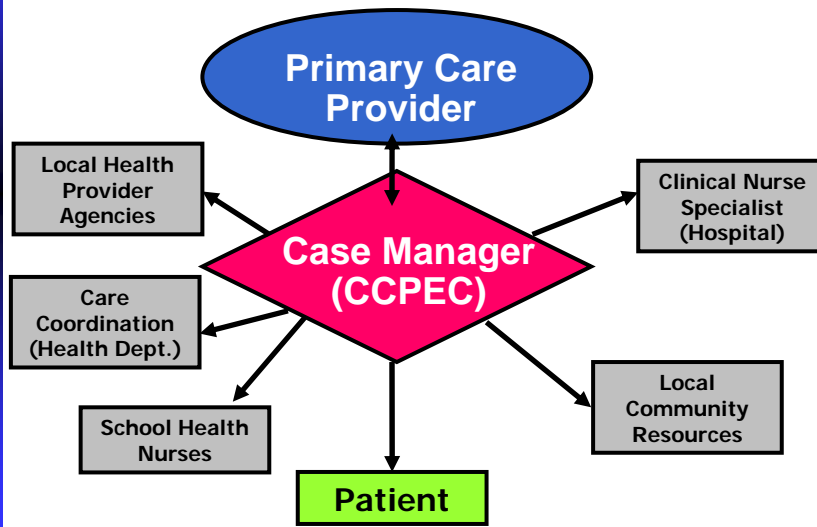 Primary Care
Provider
Local Health
Provider
Agencies
Clinical Nurse
Specialist
(Hospital)
Case Manager
(CCPEC)
Care
Coordination
(Health Dept.)
Local
Community
Resources
School Health
Nurses
Patient